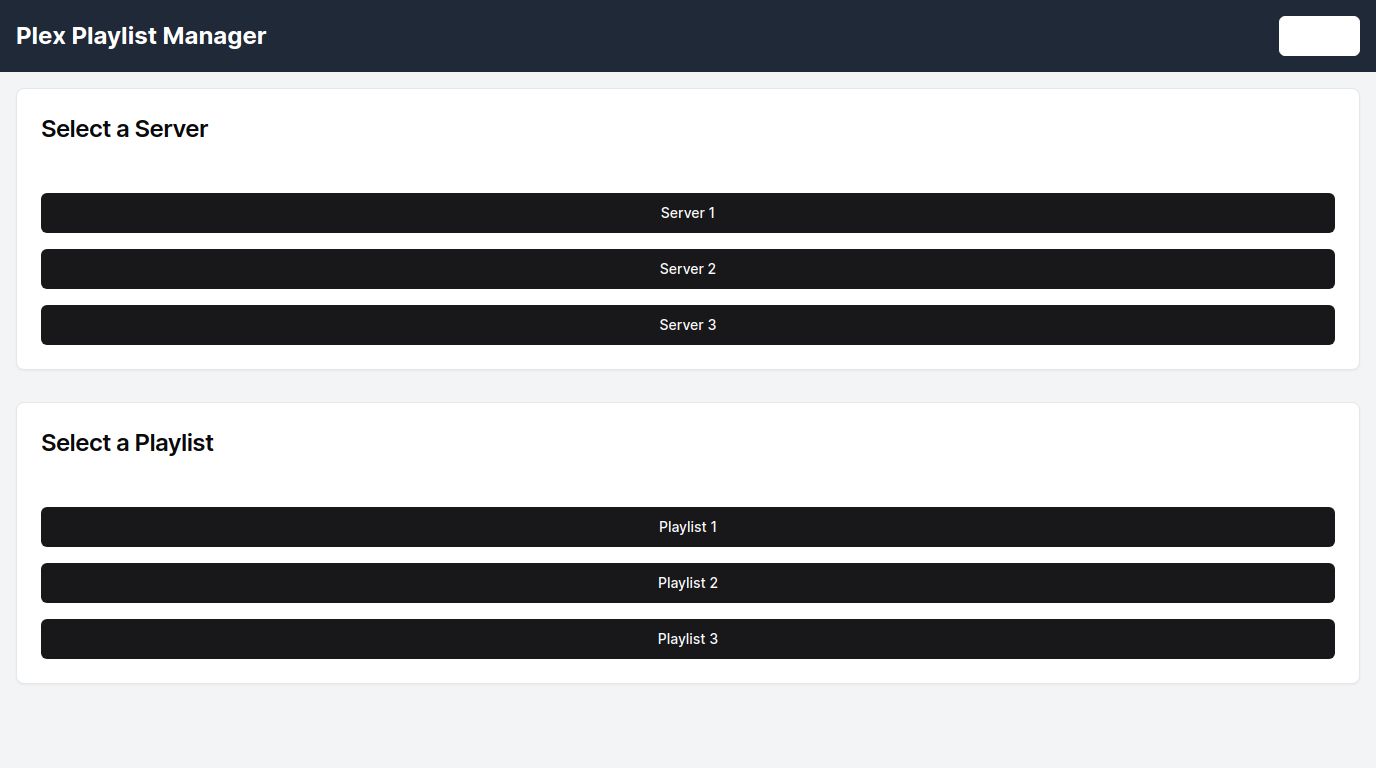 Plex Playlist Manager
Select a Server
Server 1
Server 2
Server 3
Select a Playlist
Playlist 1
Playlist 2
Playlist 3